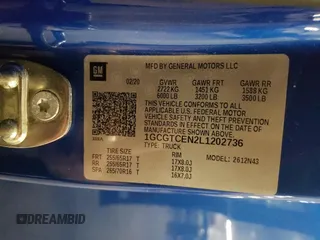 GM
MFD BY GENERAL MOTORS LLC
02/20 GVWR GAWR FRT GAWR RR
2722 KG 1451 KG 1588 KG
6000 LB 3200 LB 3500 LB
THIS VEHICLE CONFORMS TO ALL APPLICABLE
U.S. FEDERAL MOTOR VEHICLE SAFETY AND
THEFT PREVENTION STANDARDS IN EFFECT ON
THE DATE OF MANUFACTURE SHOWN ABOVE.
1GCGTCEN2L1202736
TYPE: TRUCK
MODEL: 2612N43
TIRE SIZE RIM
FRT 255/65R17 T 17X8.0J
RR 255/65R17 T 17X8.0J
SPA 265/70R16 T 16X7.0J
DREAMBID